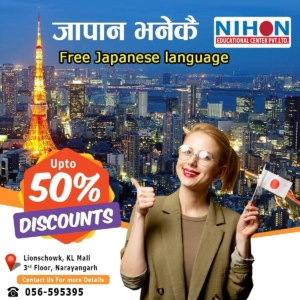 जापान भनेकै
NIHON
EDUCATIONAL CENTER PVT.LTD.
Free Japanese language
Upto
50%
DISCOUNTS
Lionschowk, KL Mall
3rd Floor, Narayangarh
Contact Us For more Details
056-595395